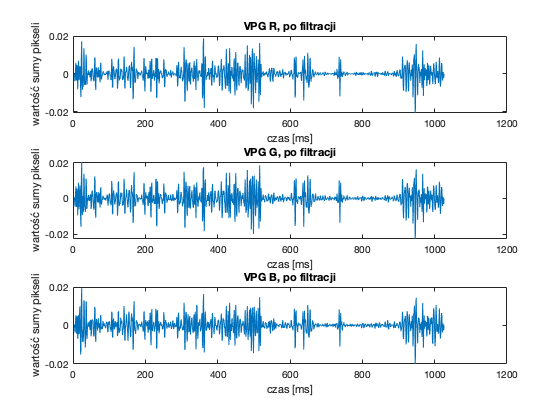 VPG R, po filtracji
wartość sumy pikseli
0.02
0
-0.02
0 200 400 600 800 1000 1200
czas [ms]
VPG G, po filtracji
wartość sumy pikseli
0.02
0
-0.02
0 200 400 600 800 1000 1200
czas [ms]
VPG B, po filtracji
wartość sumy pikseli
0.02
0
-0.02
0 200 400 600 800 1000 1200
czas [ms]